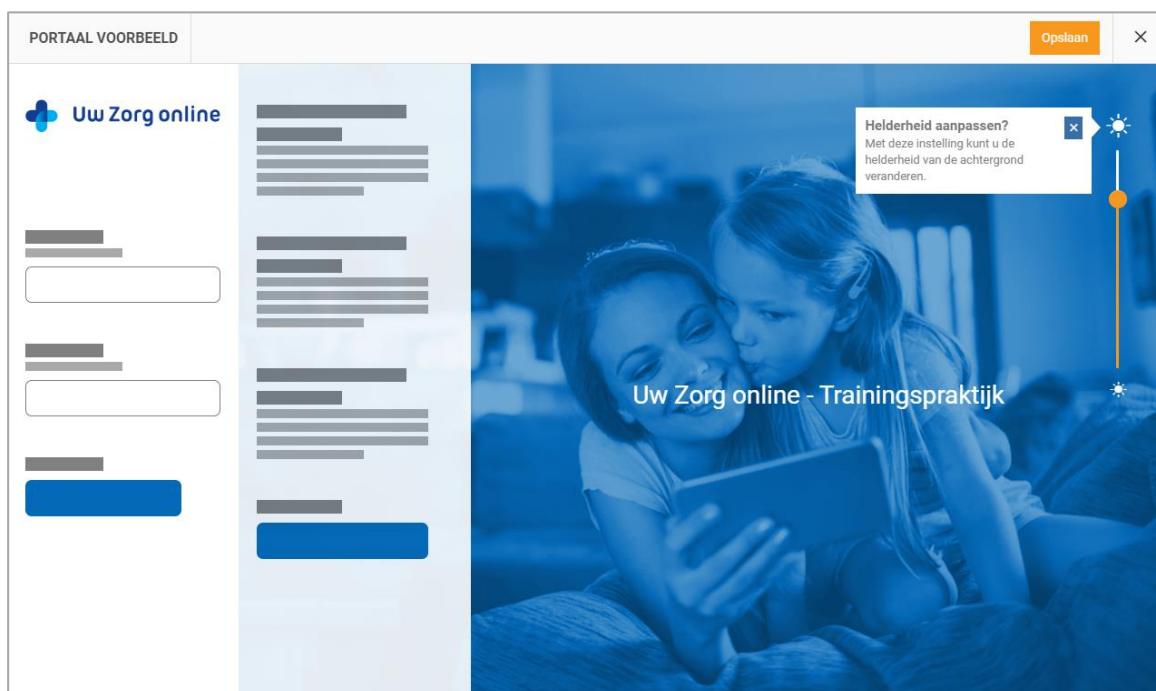 PORTAAL VOORBEELD
Opslaan
Uw Zorg online
Helderheid aanpassen?
Met deze instelling kunt u de
helderheid van de achtergrond
veranderen.
Uw Zorg online - Trainingspraktijk